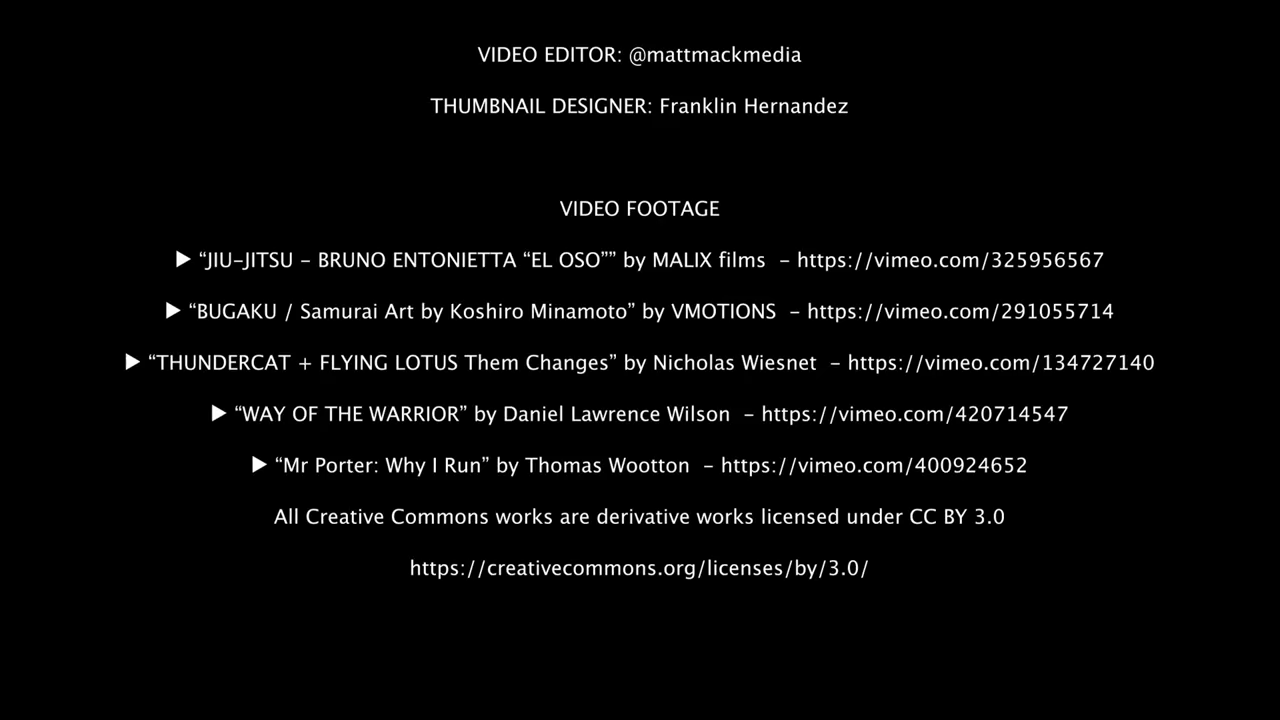 VIDEO EDITOR: @mattmackmedia
THUMBNAIL DESIGNER: Franklin Hernandez
VIDEO FOOTAGE
▶ “JIU-JITSU - BRUNO ENTONIETTA “EL OSO”” by MALIX films - https://vimeo.com/325956567
▶ “BUGAKU / Samurai Art by Koshiro Minamoto” by VMOTIONS - https://vimeo.com/291055714
▶ “THUNDERCAT + FLYING LOTUS Them Changes” by Nicholas Wiesnet - https://vimeo.com/134727140
▶ “WAY OF THE WARRIOR” by Daniel Lawrence Wilson - https://vimeo.com/420714547
▶ “Mr Porter: Why I Run” by Thomas Wootton - https://vimeo.com/400924652
All Creative Commons works are derivative works licensed under CC BY 3.0
https://creativecommons.org/licenses/by/3.0/